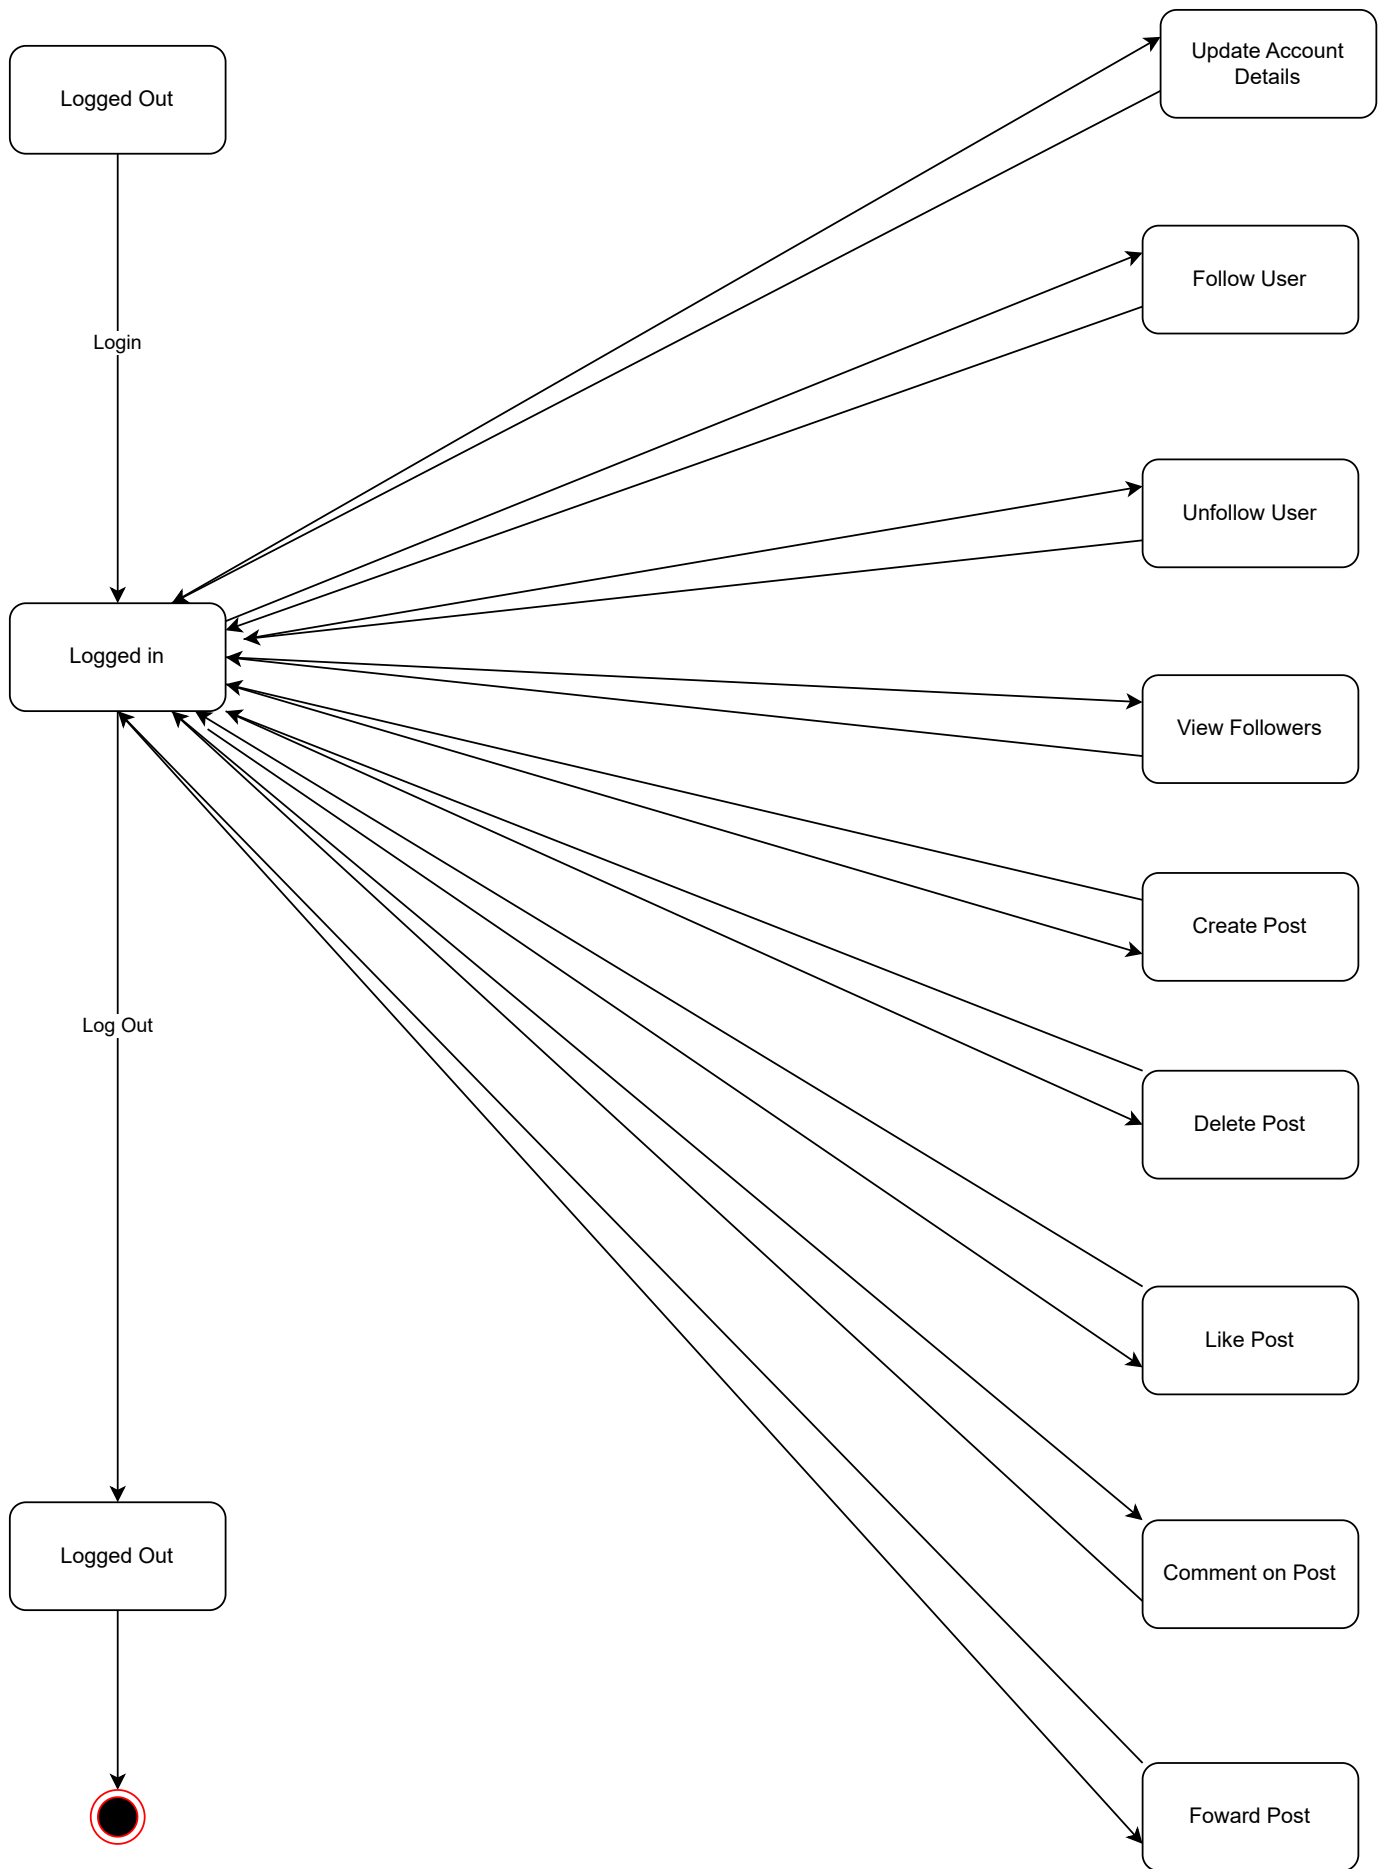 Logged Out
Login
Logged in
Log Out
Logged Out
Update Account
Details
Follow User
Unfollow User
View Followers
Create Post
Delete Post
Like Post
Comment on Post
Foward Post